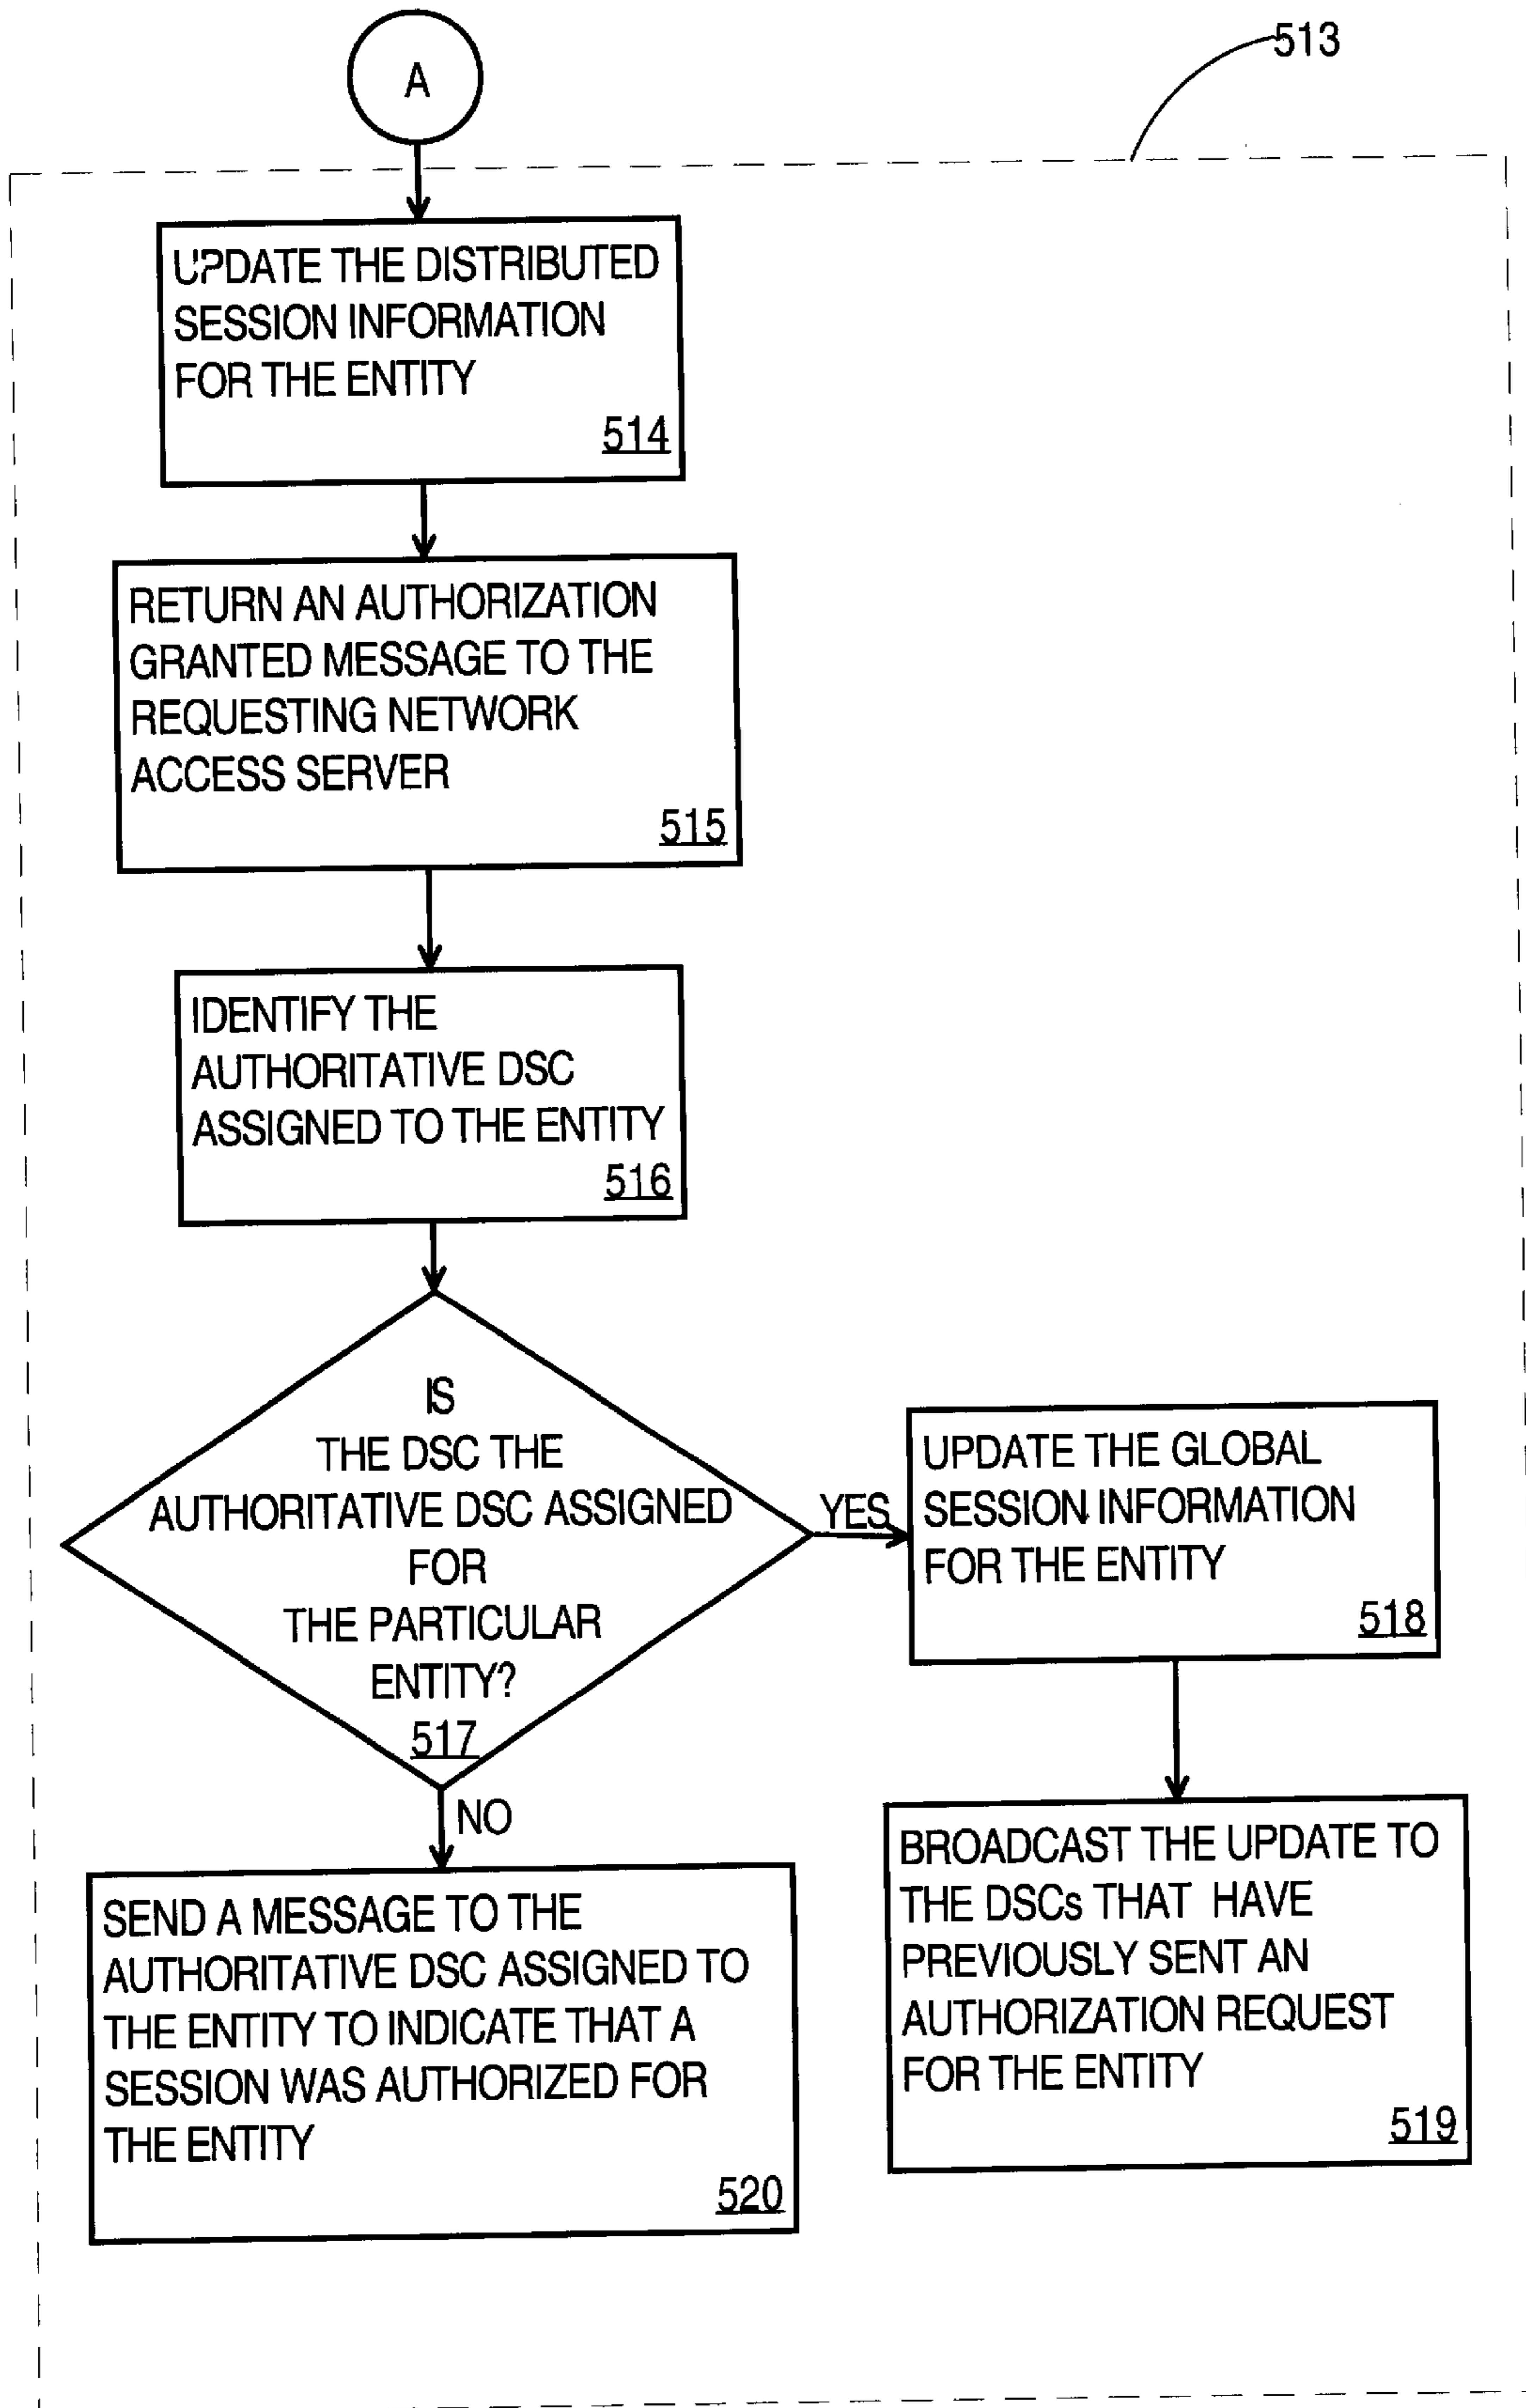 A
513
UPDATE THE DISTRIBUTED
SESSION INFORMATION
FOR THE ENTITY
514
RETURN AN AUTHORIZATION
GRANTED MESSAGE TO THE
REQUESTING NETWORK
ACCESS SERVER
515
IDENTIFY THE
AUTHORITATIVE DSC
ASSIGNED TO THE ENTITY
516
IS
THE DSC THE
AUTHORITATIVE DSC ASSIGNED
FOR
THE PARTICULAR
ENTITY?
517
YES
UPDATE THE GLOBAL
SESSION INFORMATION
FOR THE ENTITY
518
NO
BROADCAST THE UPDATE TO
THE DSCs THAT HAVE
PREVIOUSLY SENT AN
AUTHORIZATION REQUEST
FOR THE ENTITY
519
SEND A MESSAGE TO THE
AUTHORITATIVE DSC ASSIGNED TO
THE ENTITY TO INDICATE THAT A
SESSION WAS AUTHORIZED FOR
THE ENTITY
520